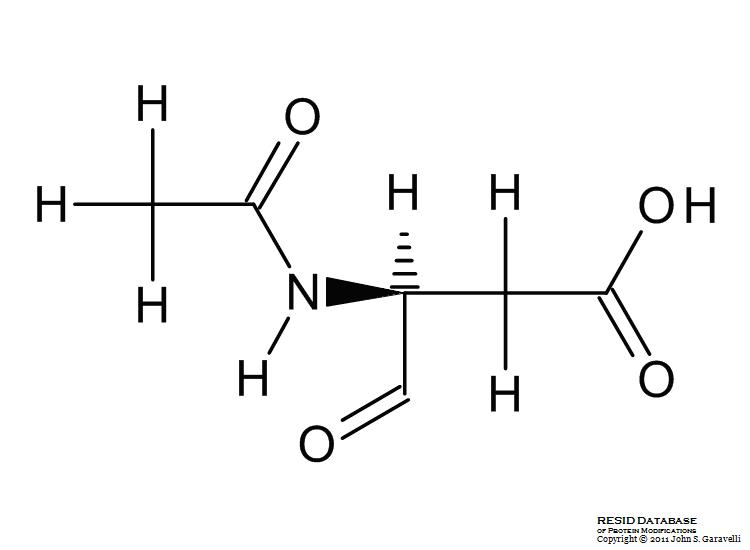 H
O
H
H
H
OH
H
N
H
H
O
O
RESID DATABASE
OF PROTEIN MODIFICATIONS
Copyright © 2011 John S. Garavelli